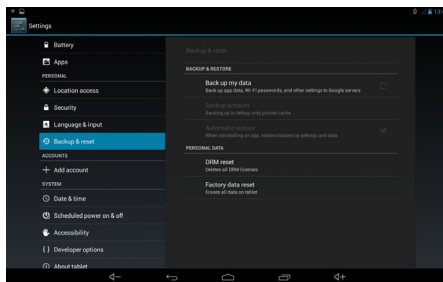 Settings
Battery
Apps
PERSONAL
Location access
Security
Language & input
Backup & reset
ACCOUNTS
Add account
SYSTEM
Date & time
Scheduled power on & off
Accessibility
Developer options
About tablet
Backup & reset
BACKUP & RESTORE
Back up my data
Back up app data, Wi-Fi passwords, and other settings to Google servers
Backup account
Backing up to debug-only private cache
Automatic restore
When reinstalling an app, restore backed up settings and data
PERSONAL DATA
DRM reset
Deletes all DRM licenses
Factory data reset
Erases all data on tablet